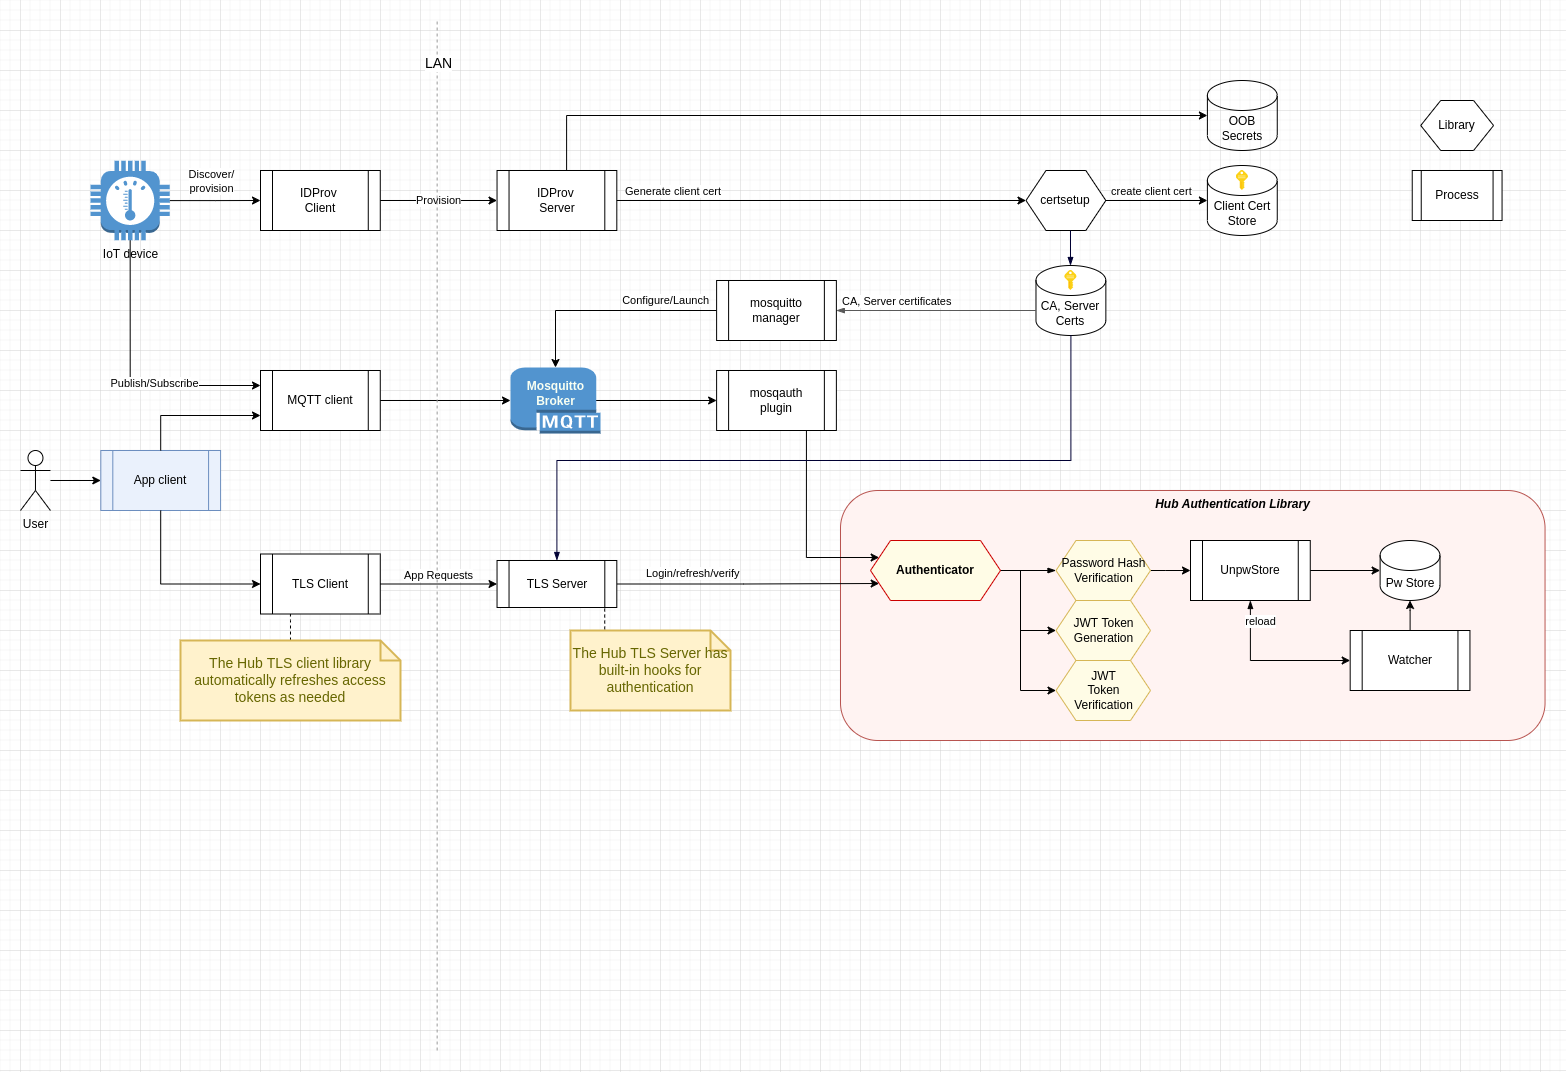 LAN
OOB
Secrets
Library
Discover/
provision
IDProv
Client
Provision
IDProv
Server
Generate client cert
certsetup
create client cert
Client Cert
Store
Process
IoT device
Configure/Launch
mosquitto
manager
CA, Server certificates
CA, Server
Certs
Publish/Subscribe
MQTT client
Mosquitto
Broker
MQTT
mosqauth
plugin
App client
User
Hub Authentication Library
TLS Client
App Requests
TLS Server
Login/refresh/verify
Authenticator
Password Hash
Verification
UnpwStore
Pw Store
JWT Token
Generation
reload
JWT
Token
Verification
Watcher
The Hub TLS client library
automatically refreshes access
tokens as needed
The Hub TLS Server has
built-in hooks for
authentication